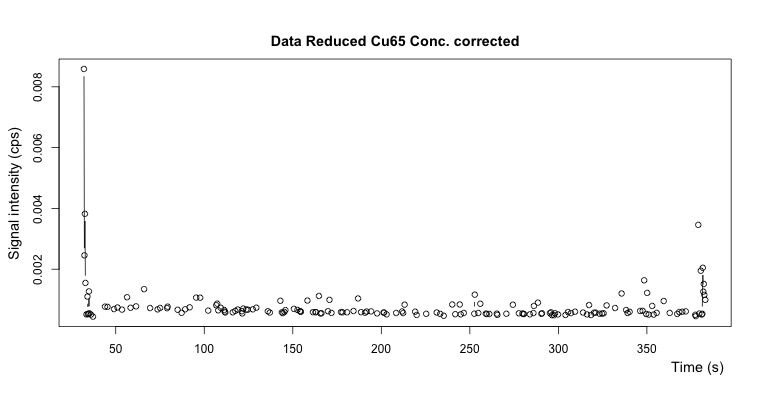 Data Reduced Cu65 Conc. corrected
Signal intensity (cps)
0.008
0.006
0.004
0.002
50 100 150 200 250 300 350
Time (s)